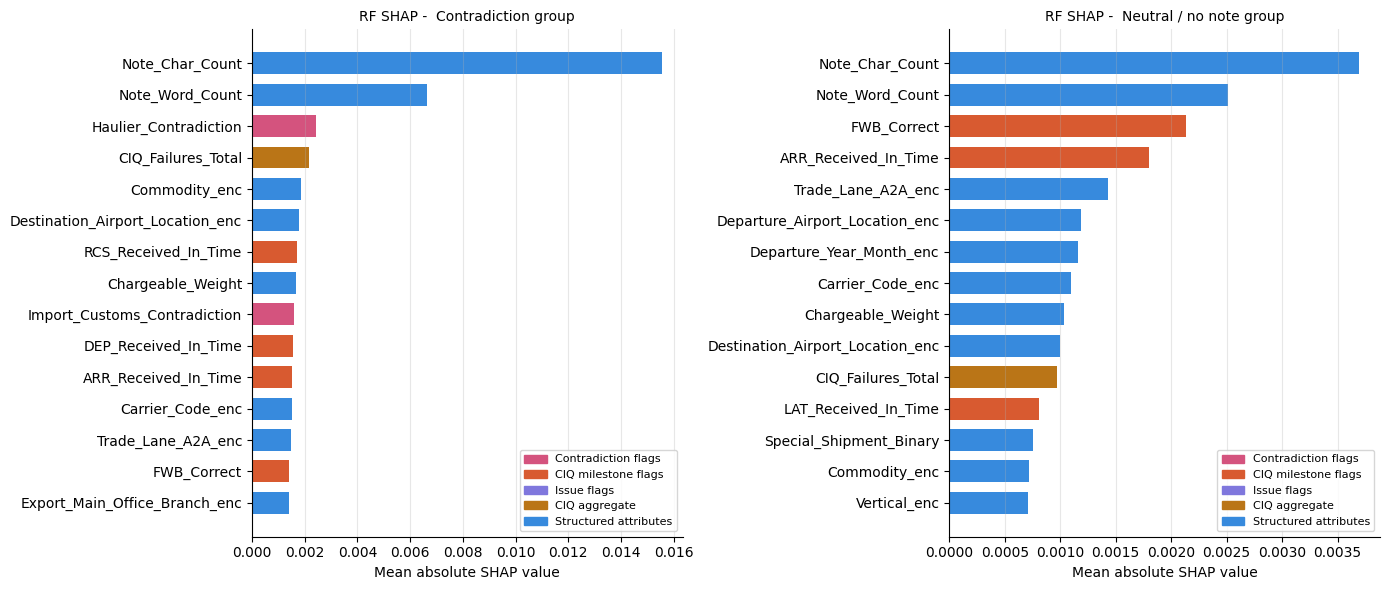 RF SHAP -  Contradiction group
Note_Char_Count
Note_Word_Count
Haulier_Contradiction
CIQ_Failures_Total
Commodity_enc
Destination_Airport_Location_enc
RCS_Received_In_Time
Chargeable_Weight
Import_Customs_Contradiction
DEP_Received_In_Time
ARR_Received_In_Time
Carrier_Code_enc
Trade_Lane_A2A_enc
FWB_Correct
Export_Main_Office_Branch_enc
Contradiction flags
CIQ milestone flags
Issue flags
CIQ aggregate
Structured attributes
0.000 0.002 0.004 0.006 0.008 0.010 0.012 0.014 0.016
Mean absolute SHAP value
RF SHAP -  Neutral / no note group
Note_Char_Count
Note_Word_Count
FWB_Correct
ARR_Received_In_Time
Trade_Lane_A2A_enc
Departure_Airport_Location_enc
Departure_Year_Month_enc
Carrier_Code_enc
Chargeable_Weight
Destination_Airport_Location_enc
CIQ_Failures_Total
LAT_Received_In_Time
Special_Shipment_Binary
Commodity_enc
Vertical_enc
Contradiction flags
CIQ milestone flags
Issue flags
CIQ aggregate
Structured attributes
0.0000 0.0005 0.0010 0.0015 0.0020 0.0025 0.0030 0.0035
Mean absolute SHAP value